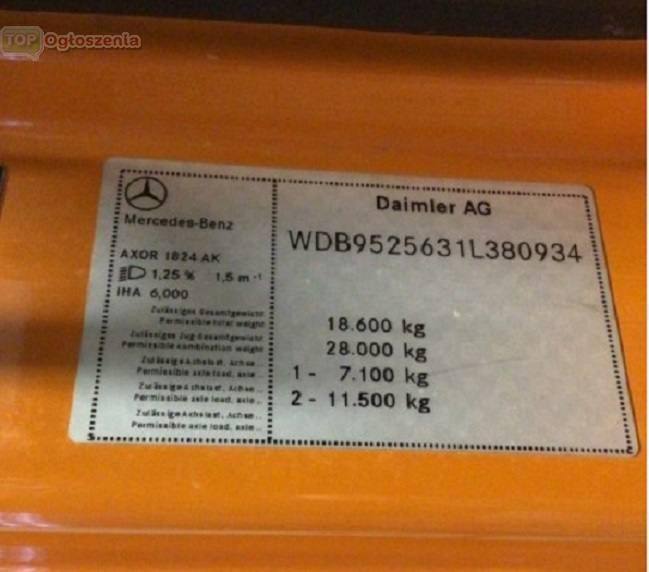 TOP Ogłoszenia
Mercedes-Benz
AXOR 1824 AK
1,25 % 1,5 m⁻¹
IHA 6,000
Zulässiges Gesamtgewicht
Permissible total weight
Zulässiges Zug-Gesamtgewicht
Permissible combination weight
Zulässige Achslast, Achse..
Permissible axle load, axle..
Zulässige Achslast, Achse..
Permissible axle load, axle..
Zulässige Achslast, Achse..
Permissible axle load, axle..
Daimler AG
WDB9525631L380934
18.600 kg
28.000 kg
1 - 7.100 kg
2 - 11.500 kg